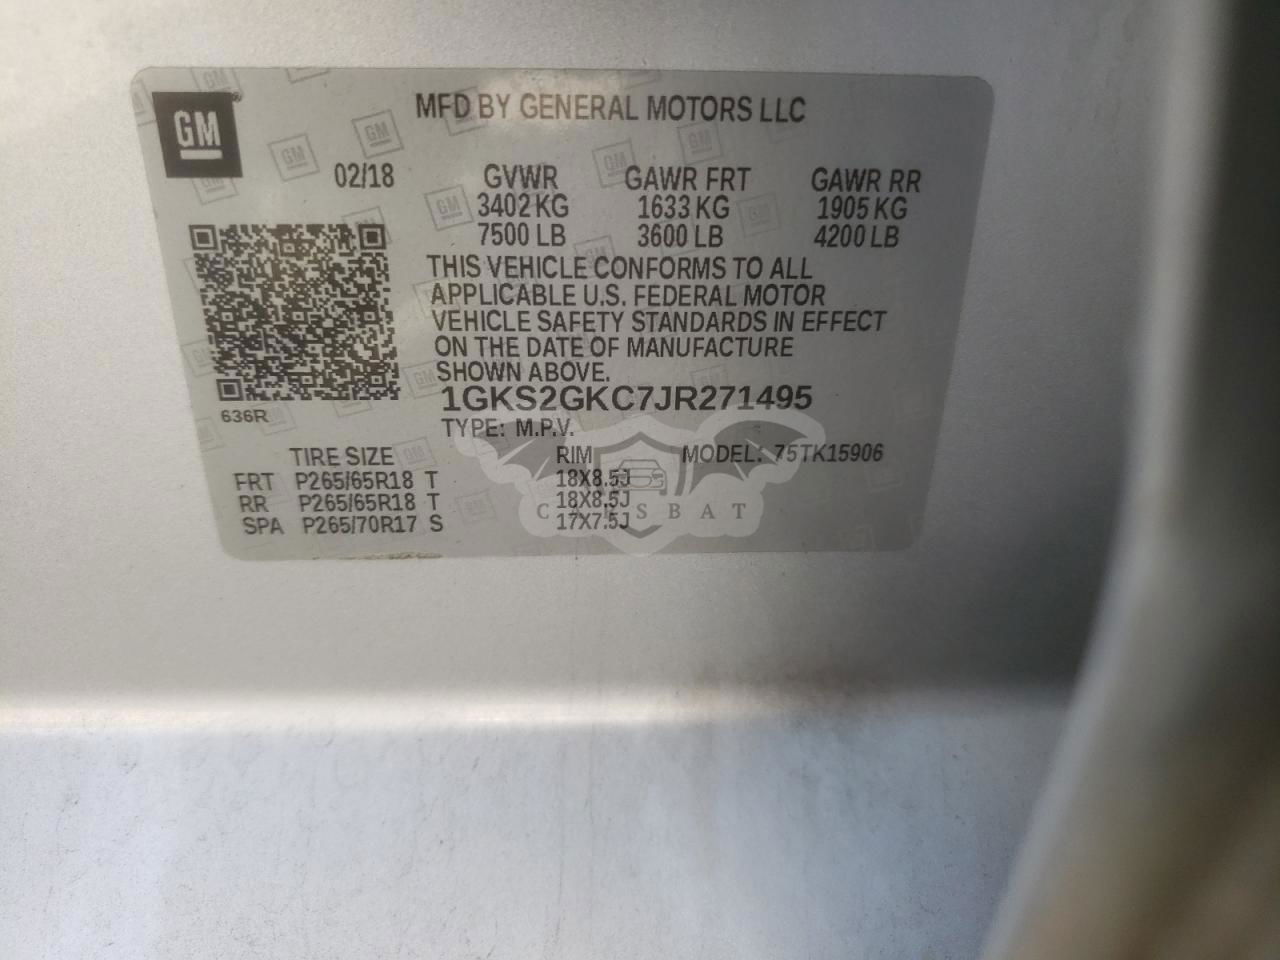 GM
MFD BY GENERAL MOTORS LLC
02/18 GVWR GAWR FRT GAWR RR
3402 KG 1633 KG 1905 KG
7500 LB 3600 LB 4200 LB
THIS VEHICLE CONFORMS TO ALL
APPLICABLE U.S. FEDERAL MOTOR
VEHICLE SAFETY STANDARDS IN EFFECT
ON THE DATE OF MANUFACTURE
SHOWN ABOVE.
1GKS2GKC7JR271495
636R
TYPE: M.P.V.
TIRE SIZE RIM MODEL: 75TK15906
FRT P265/65R18 T 18X8.5J
RR P265/65R18 T 18X8.5J
SPA P265/70R17 S 17X7.5J
CARSBAT